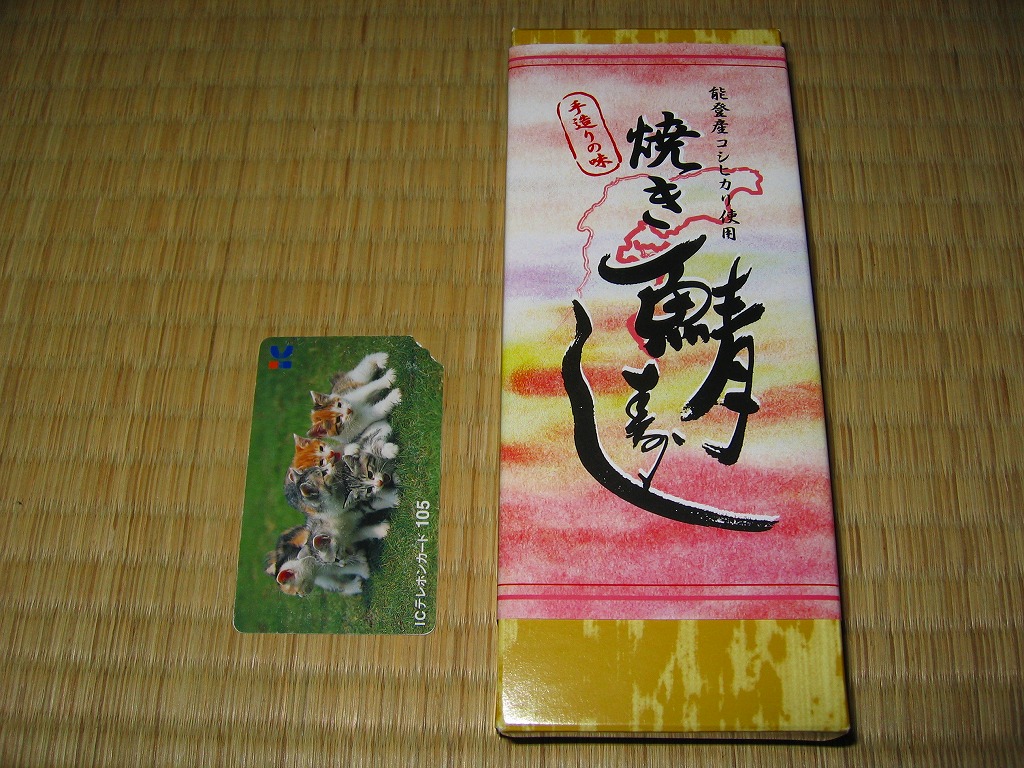 能登産コシヒカリ使用
手造りの味
焼き鯖寿し
ICテレホンカード 105